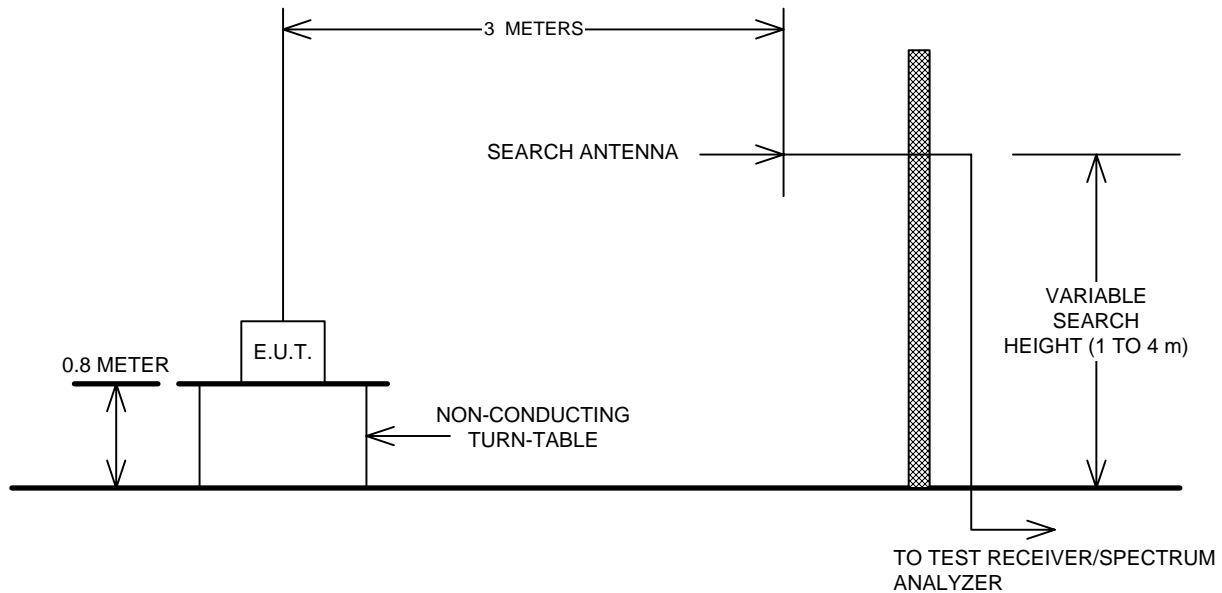 3 METERS
SEARCH ANTENNA
VARIABLE
SEARCH
HEIGHT (1 TO 4 m)
E.U.T.
0.8 METER
NON-CONDUCTING
TURN-TABLE
TO TEST RECEIVER/SPECTRUM
ANALYZER